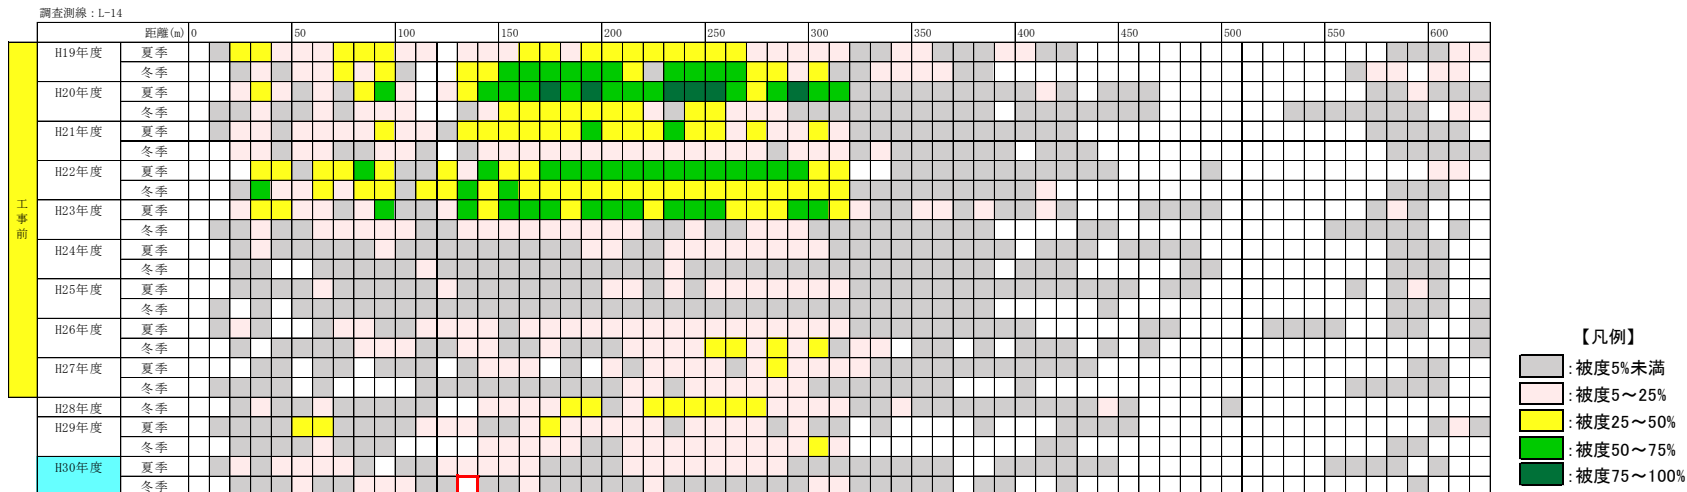 調査測線：L-14
距離(m) 0 50 100 150 200 250 300 350 400 450 500 550 600
工事前
H19年度 夏季
冬季
H20年度 夏季
冬季
H21年度 夏季
冬季
H22年度 夏季
冬季
H23年度 夏季
冬季
H24年度 夏季
冬季
H25年度 夏季
冬季
H26年度 夏季
冬季
H27年度 夏季
冬季
H28年度 冬季
H29年度 夏季
冬季
H30年度 夏季
冬季
【凡例】
：被度5%未満
：被度5～25%
：被度25～50%
：被度50～75%
：被度75～100%